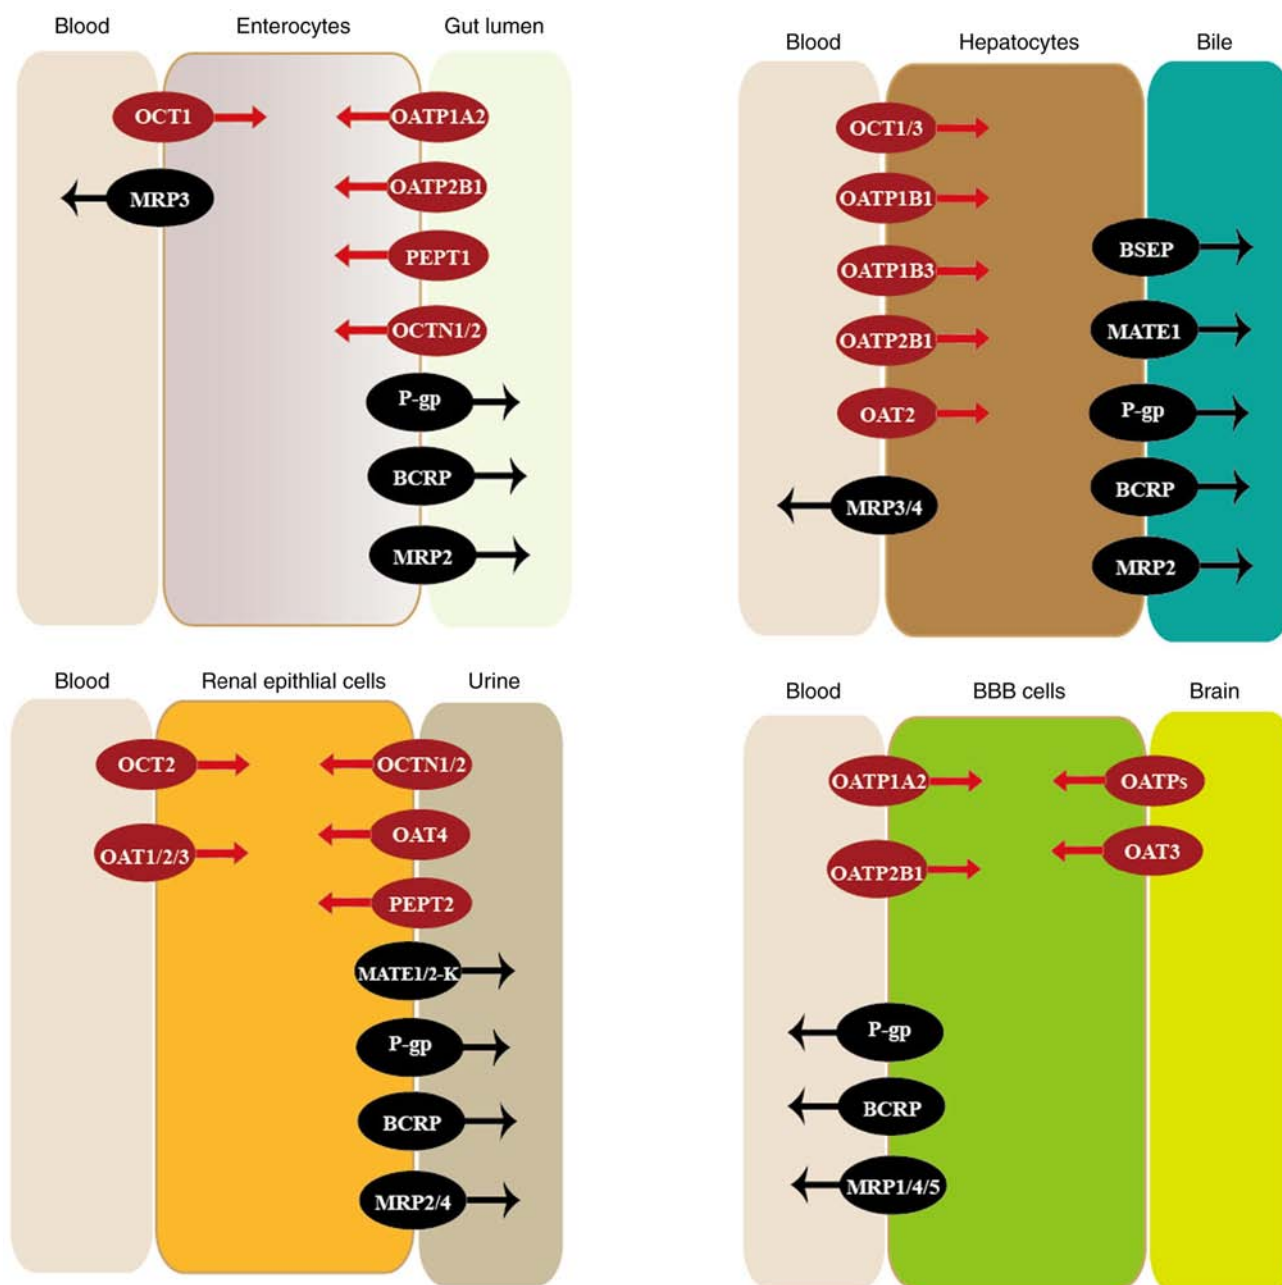 Blood Enterocytes Gut lumen
OCT1 OATP1A2
MRP3 OATP2B1
PEPT1
OCTN1/2
P-gp
BCRP
MRP2
Blood Hepatocytes Bile
OCT1/3
OATP1B1
BSEP
OATP1B3
MATE1
OATP2B1
OAT2 P-gp
BCRP
MRP3/4
MRP2
Blood Renal epithlial cells Urine
OCT2 OCTN1/2
OAT1/2/3 OAT4
PEPT2
MATE1/2-K
P-gp
BCRP
MRP2/4
Blood BBB cells Brain
OATP1A2 OATPs
OATP2B1 OAT3
P-gp
BCRP
MRP1/4/5